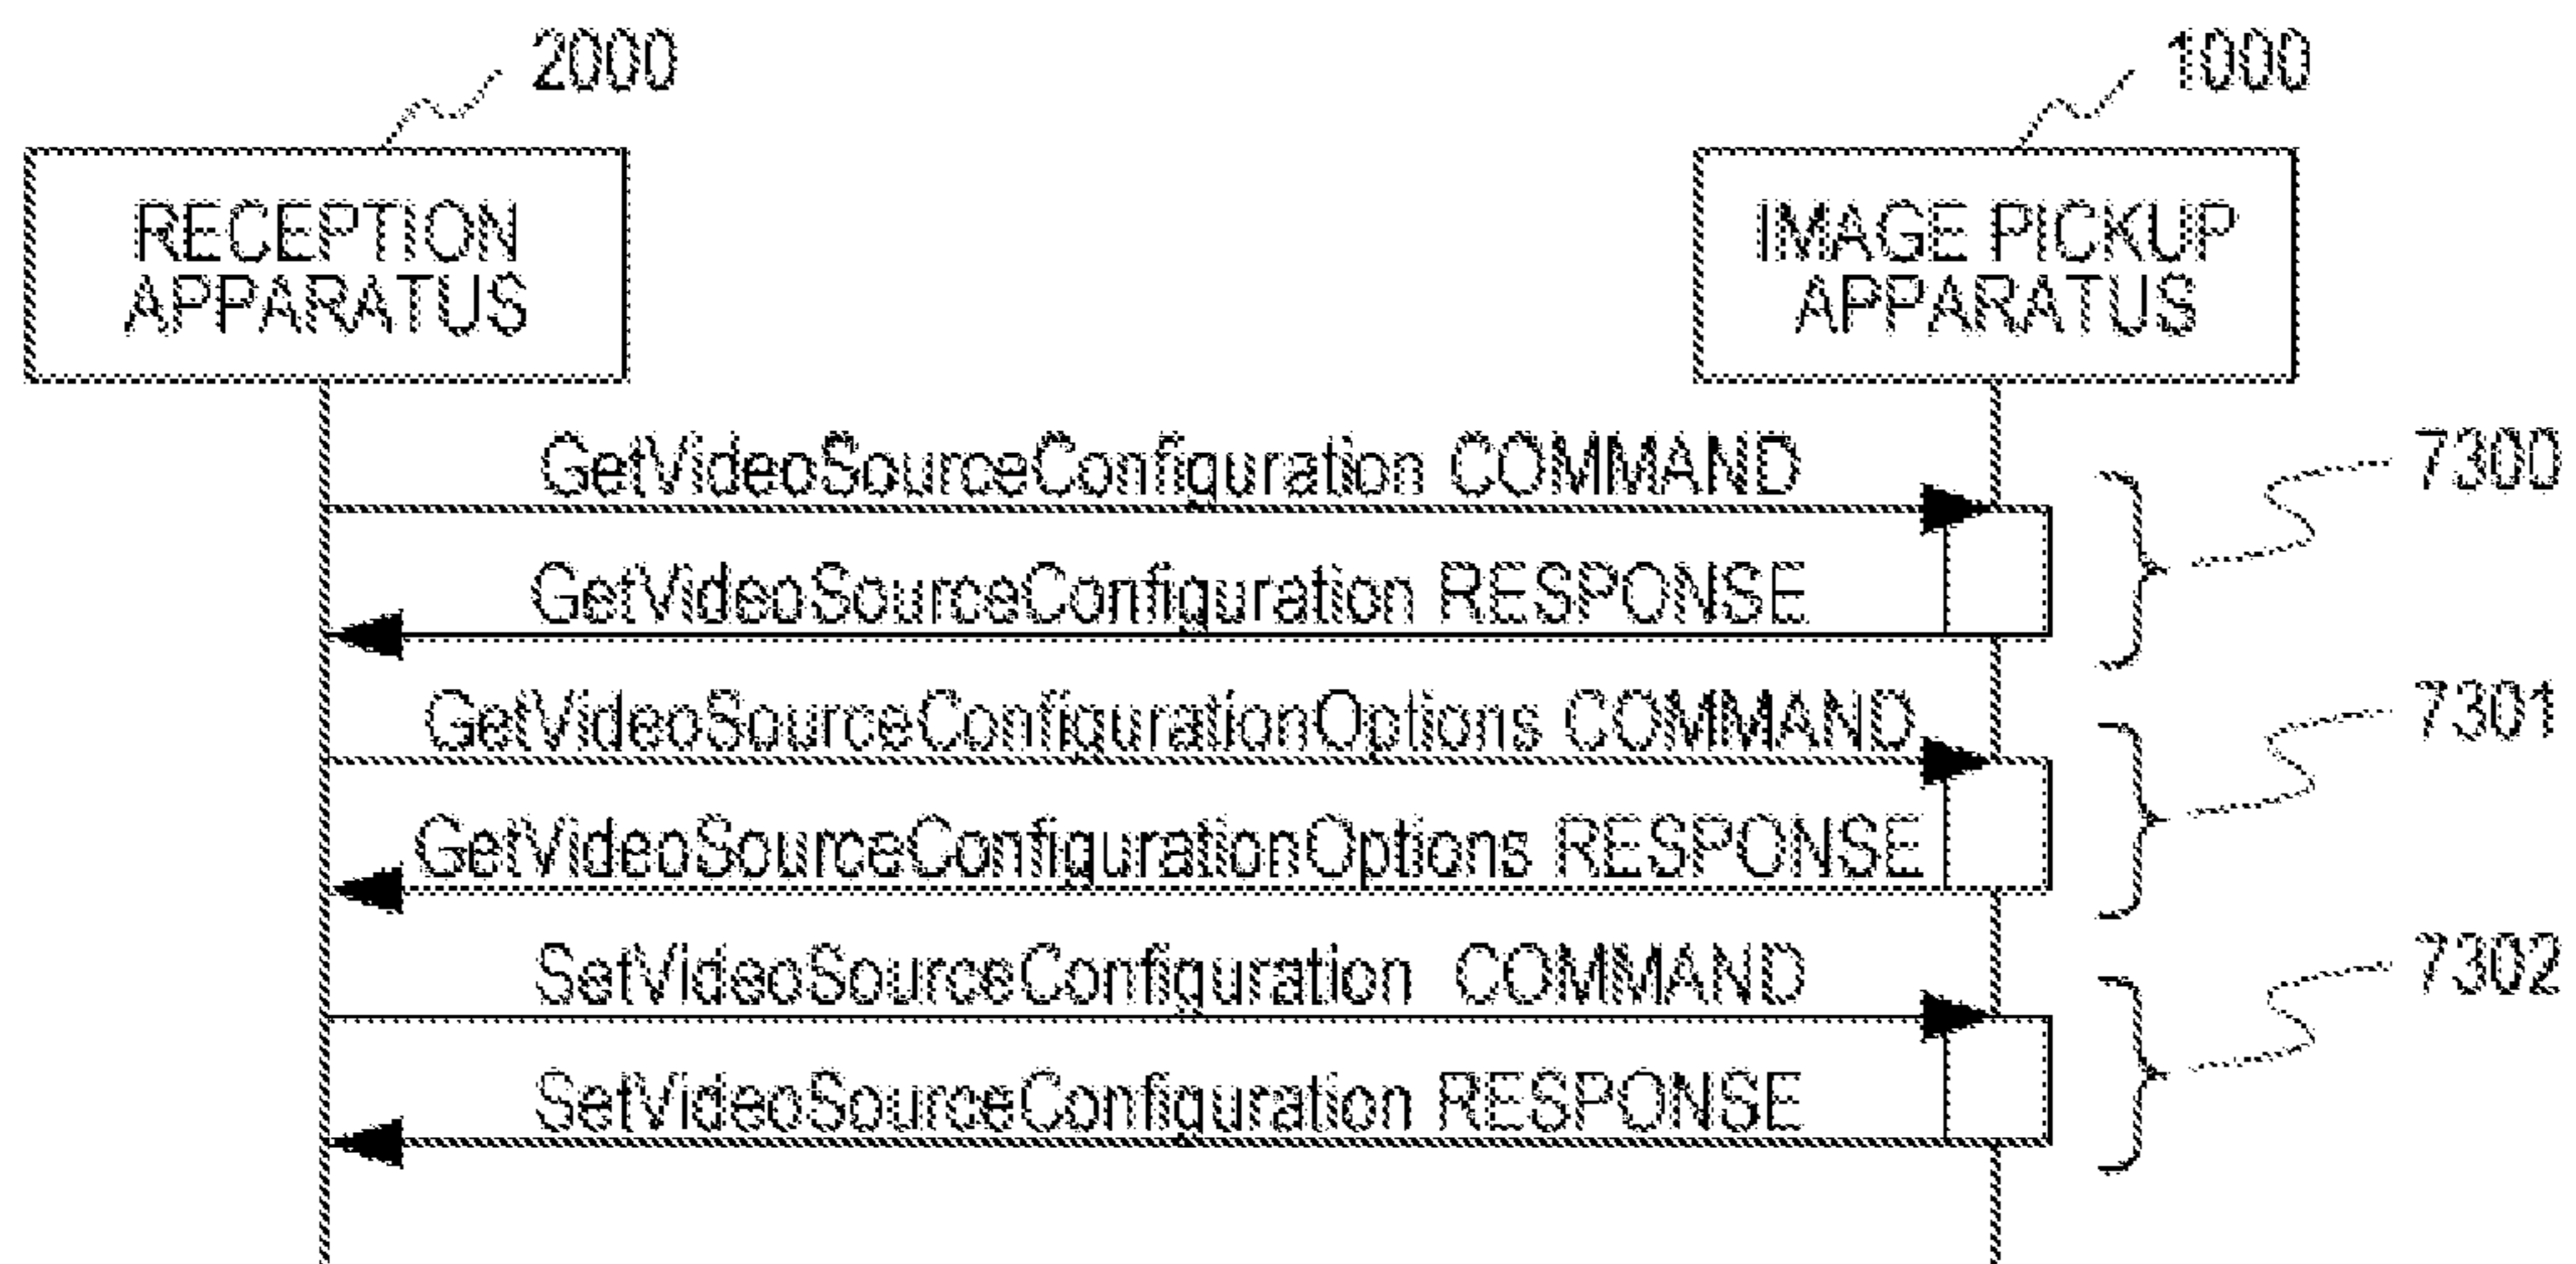 2000
1000
RECEPTION
APPARATUS
IMAGE PICKUP
APPARATUS
GetVideoSourceConfiguration COMMAND
7300
GetVideoSourceConfiguration RESPONSE
GetVideoSourceConfigurationOptions COMMAND
7301
GetVideoSourceConfigurationOptions RESPONSE
SetVideoSourceConfiguration COMMAND
7302
SetVideoSourceConfiguration RESPONSE